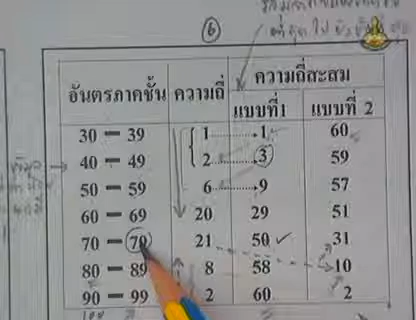 6
ความถี่สะสม
อันตรภาคชั้น ความถี่ แบบที่1 แบบที่ 2
30 – 39 1 1 60
40 – 49 2 3 59
50 – 59 6 9 57
60 – 69 20 29 51
70 – 79 21 50 31
80 – 89 8 58 10
90 – 99 2 60 2